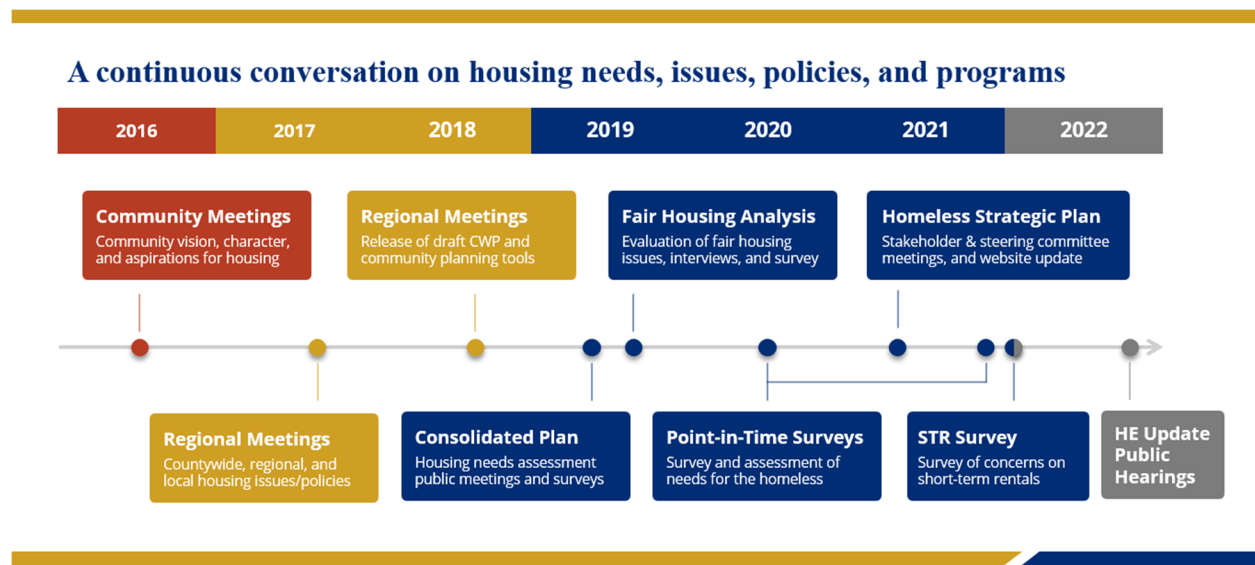 A continuous conversation on housing needs, issues, policies, and programs
2016 2017 2018 2019 2020 2021 2022
Community Meetings
Community vision, character,
and aspirations for housing
Regional Meetings
Release of draft CWP and
community planning tools
Fair Housing Analysis
Evaluation of fair housing
issues, interviews, and survey
Homeless Strategic Plan
Stakeholder & steering committee
meetings, and website update
Regional Meetings
Countywide, regional, and
local housing issues/policies
Consolidated Plan
Housing needs assessment
public meetings and surveys
Point-in-Time Surveys
Survey and assessment of
needs for the homeless
STR Survey
Survey of concerns on
short-term rentals
HE Update
Public
Hearings